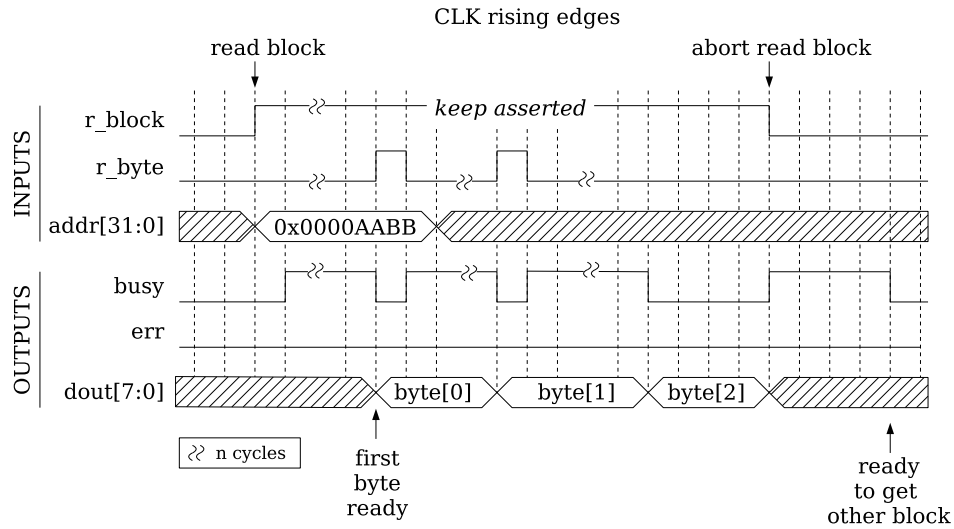 CLK rising edges
read block
abort read block
INPUTS
r_block
keep asserted
r_byte
addr[31:0]
0x0000AABB
OUTPUTS
busy
err
dout[7:0]
byte[0]
byte[1]
byte[2]
n cycles
first
byte
ready
ready
to get
other block